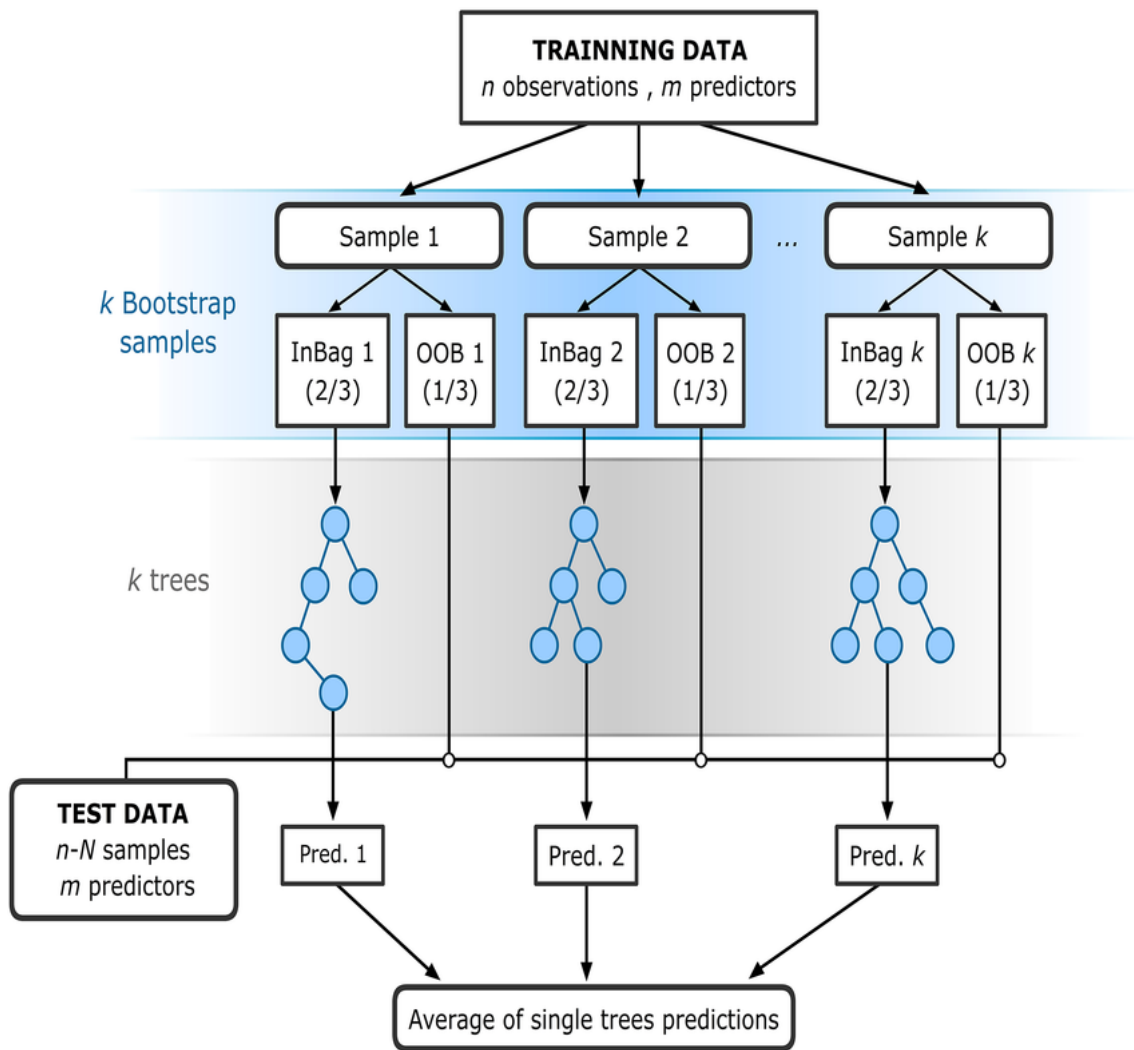 TRAINNING DATA
n observations , m predictors
Sample 1
Sample 2
...
Sample k
k Bootstrap
samples
InBag 1
(2/3)
OOB 1
(1/3)
InBag 2
(2/3)
OOB 2
(1/3)
InBag k
(2/3)
OOB k
(1/3)
k trees
TEST DATA
n-N samples
m predictors
Pred. 1
Pred. 2
Pred. k
Average of single trees predictions